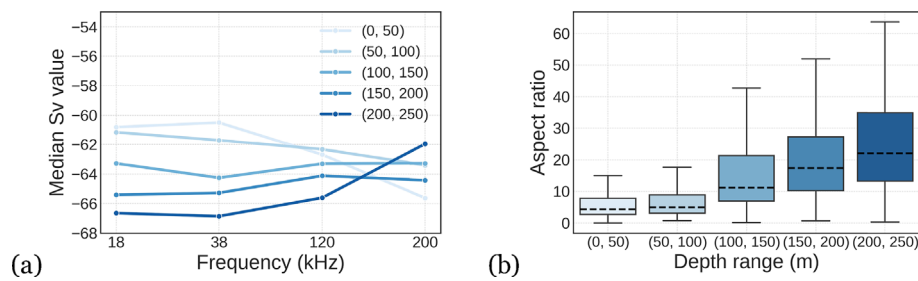 −54
−56
−58
−60
−62
−64
−66
−68
Median Sv value
(0, 50)
(50, 100)
(100, 150)
(150, 200)
(200, 250)
18 38 120 200
Frequency (kHz)
(a)
60
50
40
30
20
10
0
Aspect ratio
(0, 50) (50, 100) (100, 150) (150, 200) (200, 250)
Depth range (m)
(b)